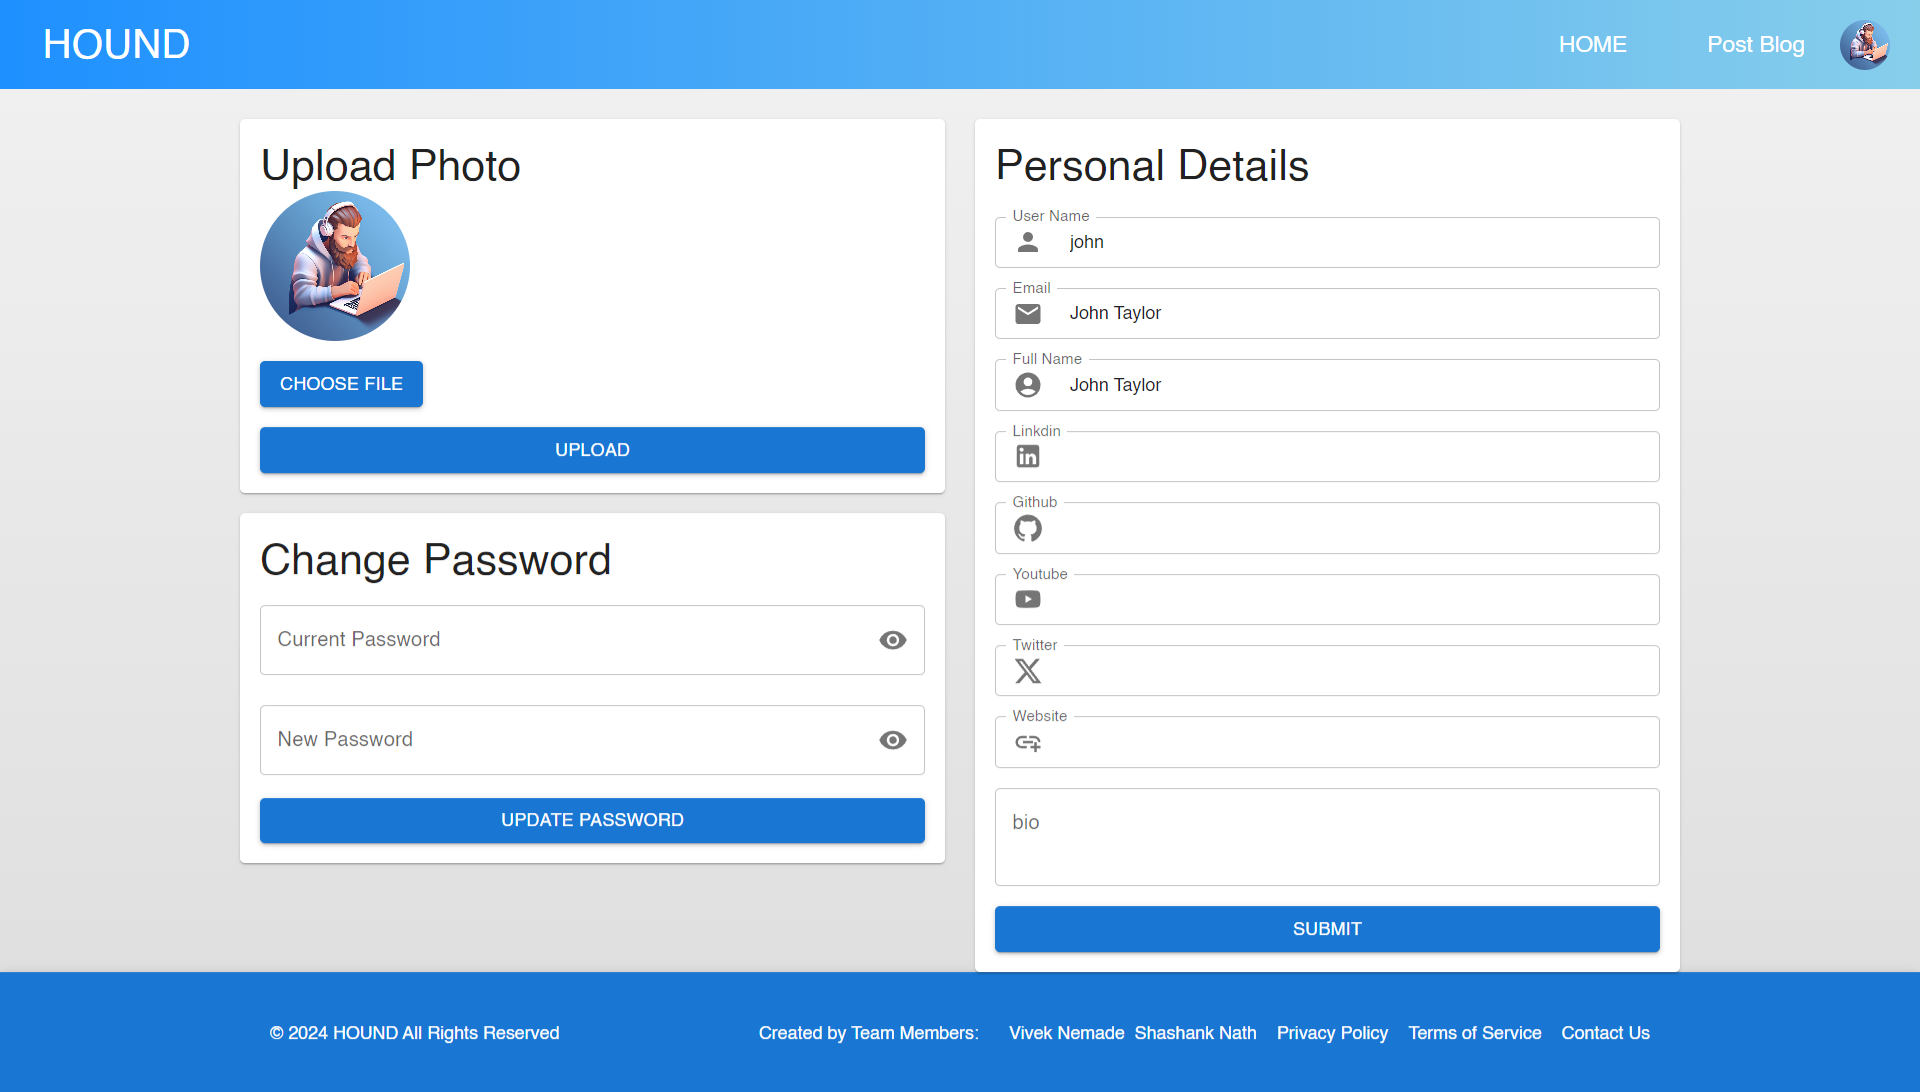 HOUND
HOME
Post Blog
Upload Photo
CHOOSE FILE
UPLOAD
Change Password
Current Password
New Password
UPDATE PASSWORD
Personal Details
User Name
john
Email
John Taylor
Full Name
John Taylor
Linkdin
Github
Youtube
Twitter
Website
bio
SUBMIT
© 2024 HOUND All Rights Reserved
Created by Team Members: Vivek Nemade Shashank Nath Privacy Policy Terms of Service Contact Us